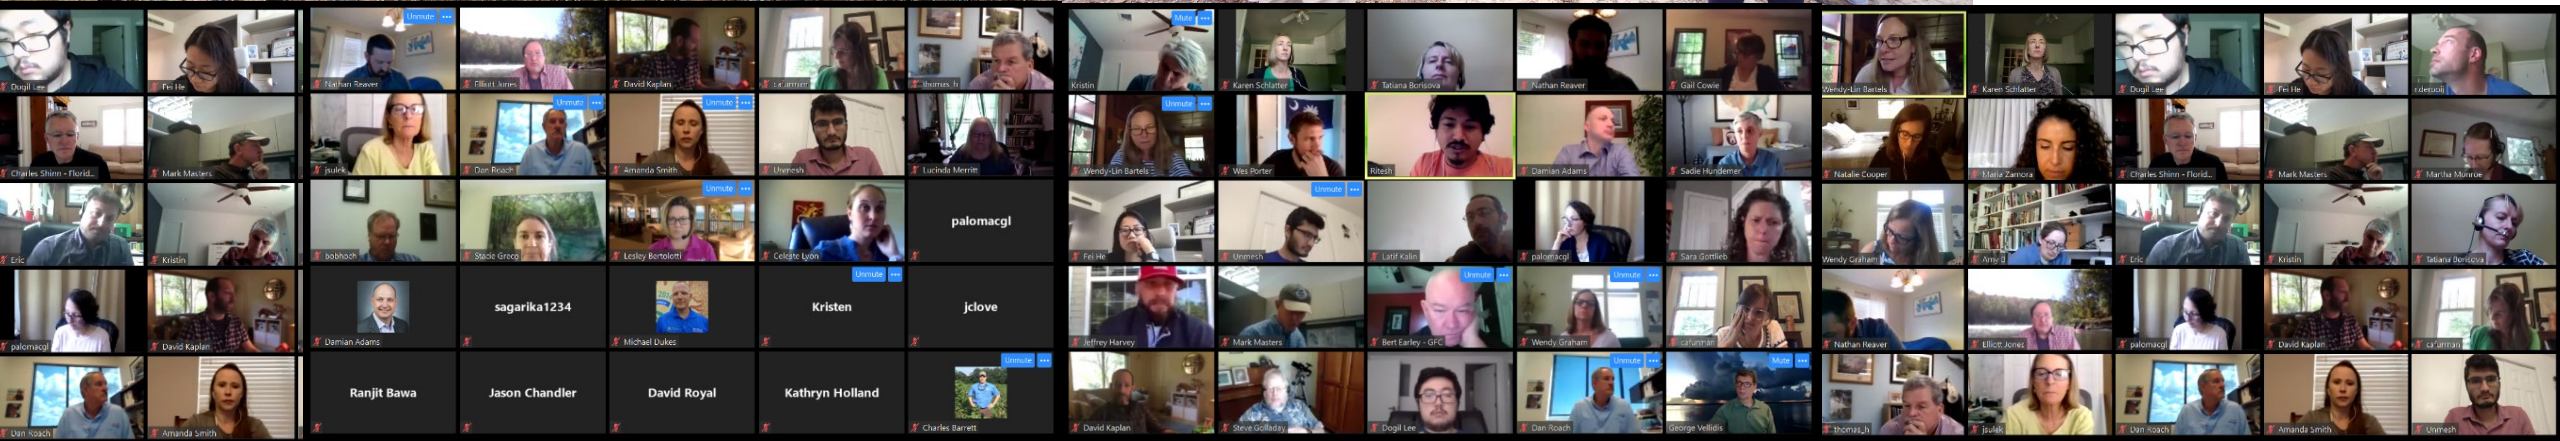 Dogil Lee
Fei He
Charles Shinn - Florid...
Mark Masters
Eric
Kristin
palomacgl
David Kaplan
Dan Roach
Amanda Smith
Unmute ...
Nathan Reaver
Elliott Jones
David Kaplan
cafurman
thomas_h
Unmute ...
Unmute ...
jsulek
Dan Roach
Amanda Smith
Unmesh
Lucinda Merritt
Unmute ...
bobhoch
Stacie Greco
Lesley Bertolotti
Celeste Lyon
palomacgl
Unmute ...
Damian Adams
sagarika1234
Michael Dukes
Kristen
jclove
Unmute ...
Ranjit Bawa
Jason Chandler
David Royal
Kathryn Holland
Charles Barrett
Mute ...
Kristin
Karen Schlatter
Tatiana Borisova
Nathan Reaver
Gail Cowie
Unmute ...
Wendy-Lin Bartels
Wes Porter
Ritesh
Damian Adams
Sadie Hundemer
Unmute ...
Fei He
Unmesh
Latif Kalin
palomacgl
Sara Gottlieb
Unmute ...
Unmute ...
Jeffrey Harvey
Mark Masters
Bert Earley - GFC
Wendy Graham
cafurman
Unmute ...
Mute ...
David Kaplan
Steve Golladay
Dogil Lee
Dan Roach
George Vellidis
Wendy-Lin Bartels
Karen Schlatter
Dogil Lee
Fei He
r.derooij
Natalie Cooper
Maria Zamora
Charles Shinn - Florid...
Mark Masters
Martha Monroe
Wendy Graham
Amy B
Eric
Kristin
Tatiana Borisova
Nathan Reaver
Elliott Jones
palomacgl
David Kaplan
cafurman
thomas_h
jsulek
Dan Roach
Amanda Smith
Unmesh